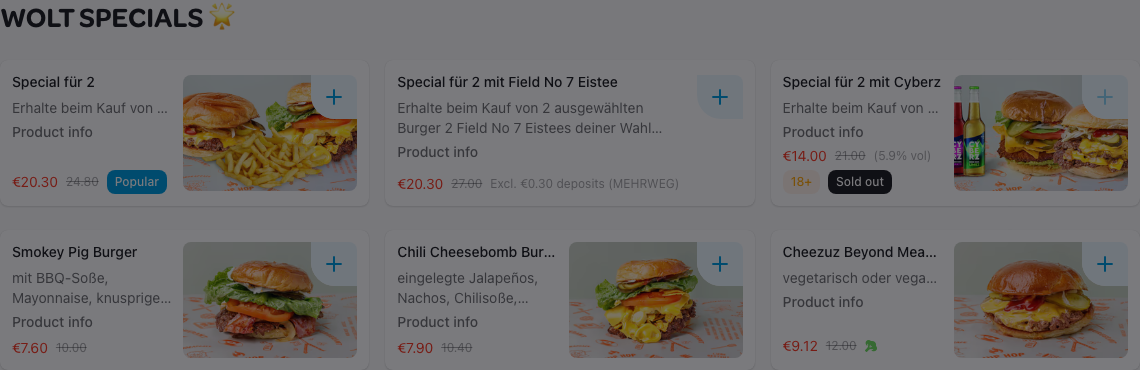 WOLT SPECIALS
Special für 2
Erhalte beim Kauf von ...
Product info
€20.30 24.80 Popular
Special für 2 mit Field No 7 Eistee
Erhalte beim Kauf von 2 ausgewählten
Burger 2 Field No 7 Eistees deiner Wahl...
Product info
€20.30 27.00 Excl. €0.30 deposits (MEHRWEG)
Special für 2 mit Cyberz
Erhalte beim Kauf von ...
Product info
€14.00 21.00 (5.9% vol)
18+ Sold out
Smokey Pig Burger
mit BBQ-Soße,
Mayonnaise, knusprige...
Product info
€7.60 10.00
Chili Cheesebomb Bur...
eingelegte Jalapeños,
Nachos, Chilisoße,...
Product info
€7.90 10.40
Cheezuz Beyond Mea...
vegetarisch oder vega...
Product info
€9.12 12.00